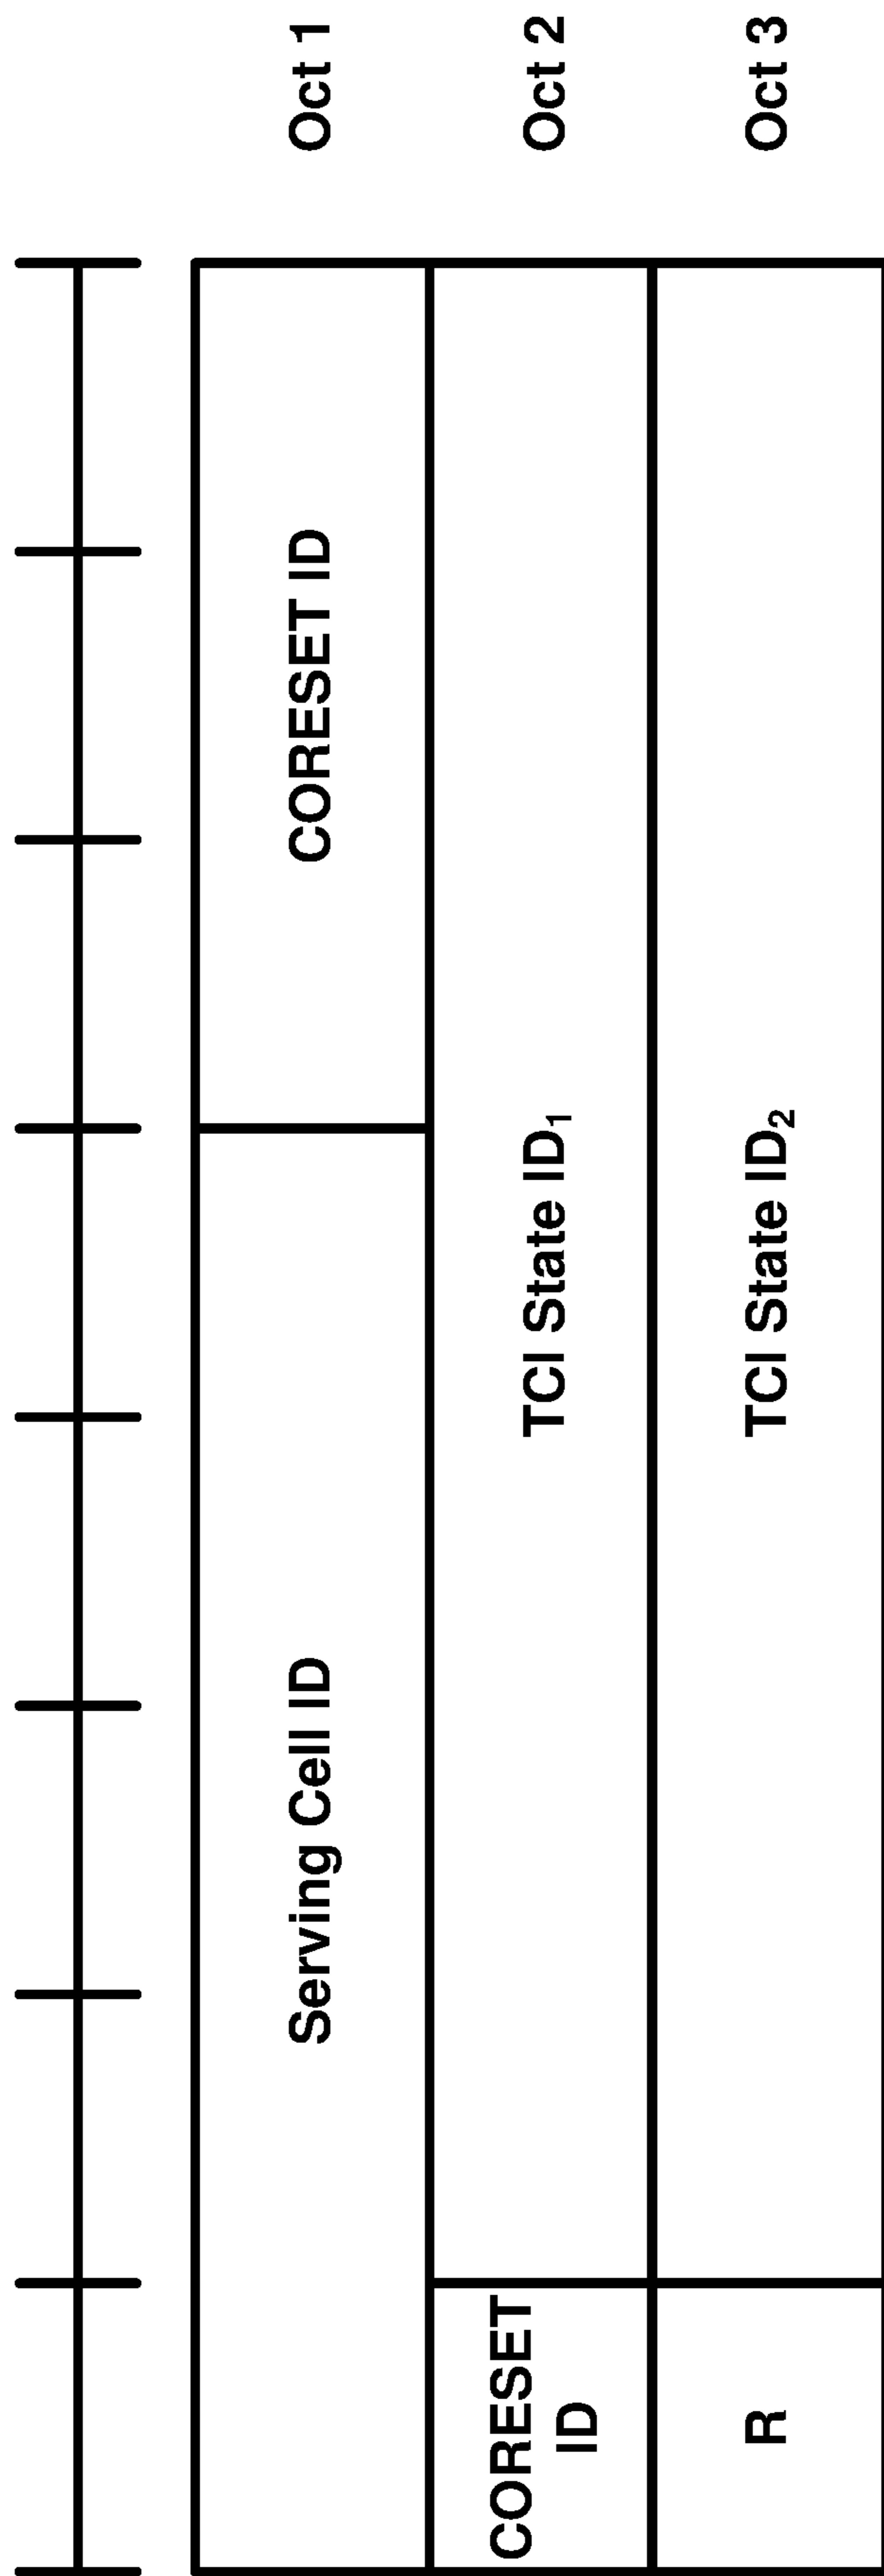 Serving Cell ID
CORESET ID
Oct 1
CORESET
ID
TCI State ID₁
Oct 2
R
TCI State ID₂
Oct 3